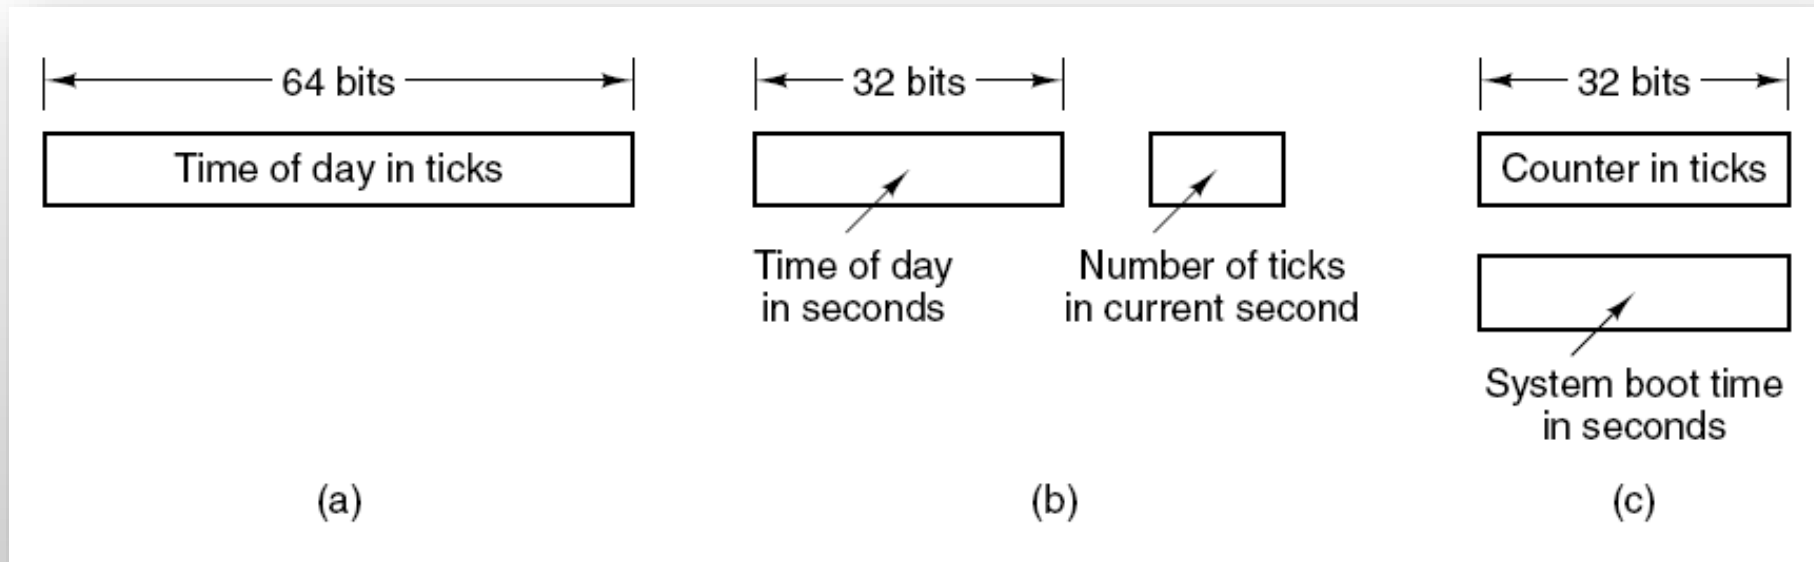 64 bits
Time of day in ticks
32 bits
Time of day
in seconds
Number of ticks
in current second
32 bits
Counter in ticks
System boot time
in seconds
(a)
(b)
(c)